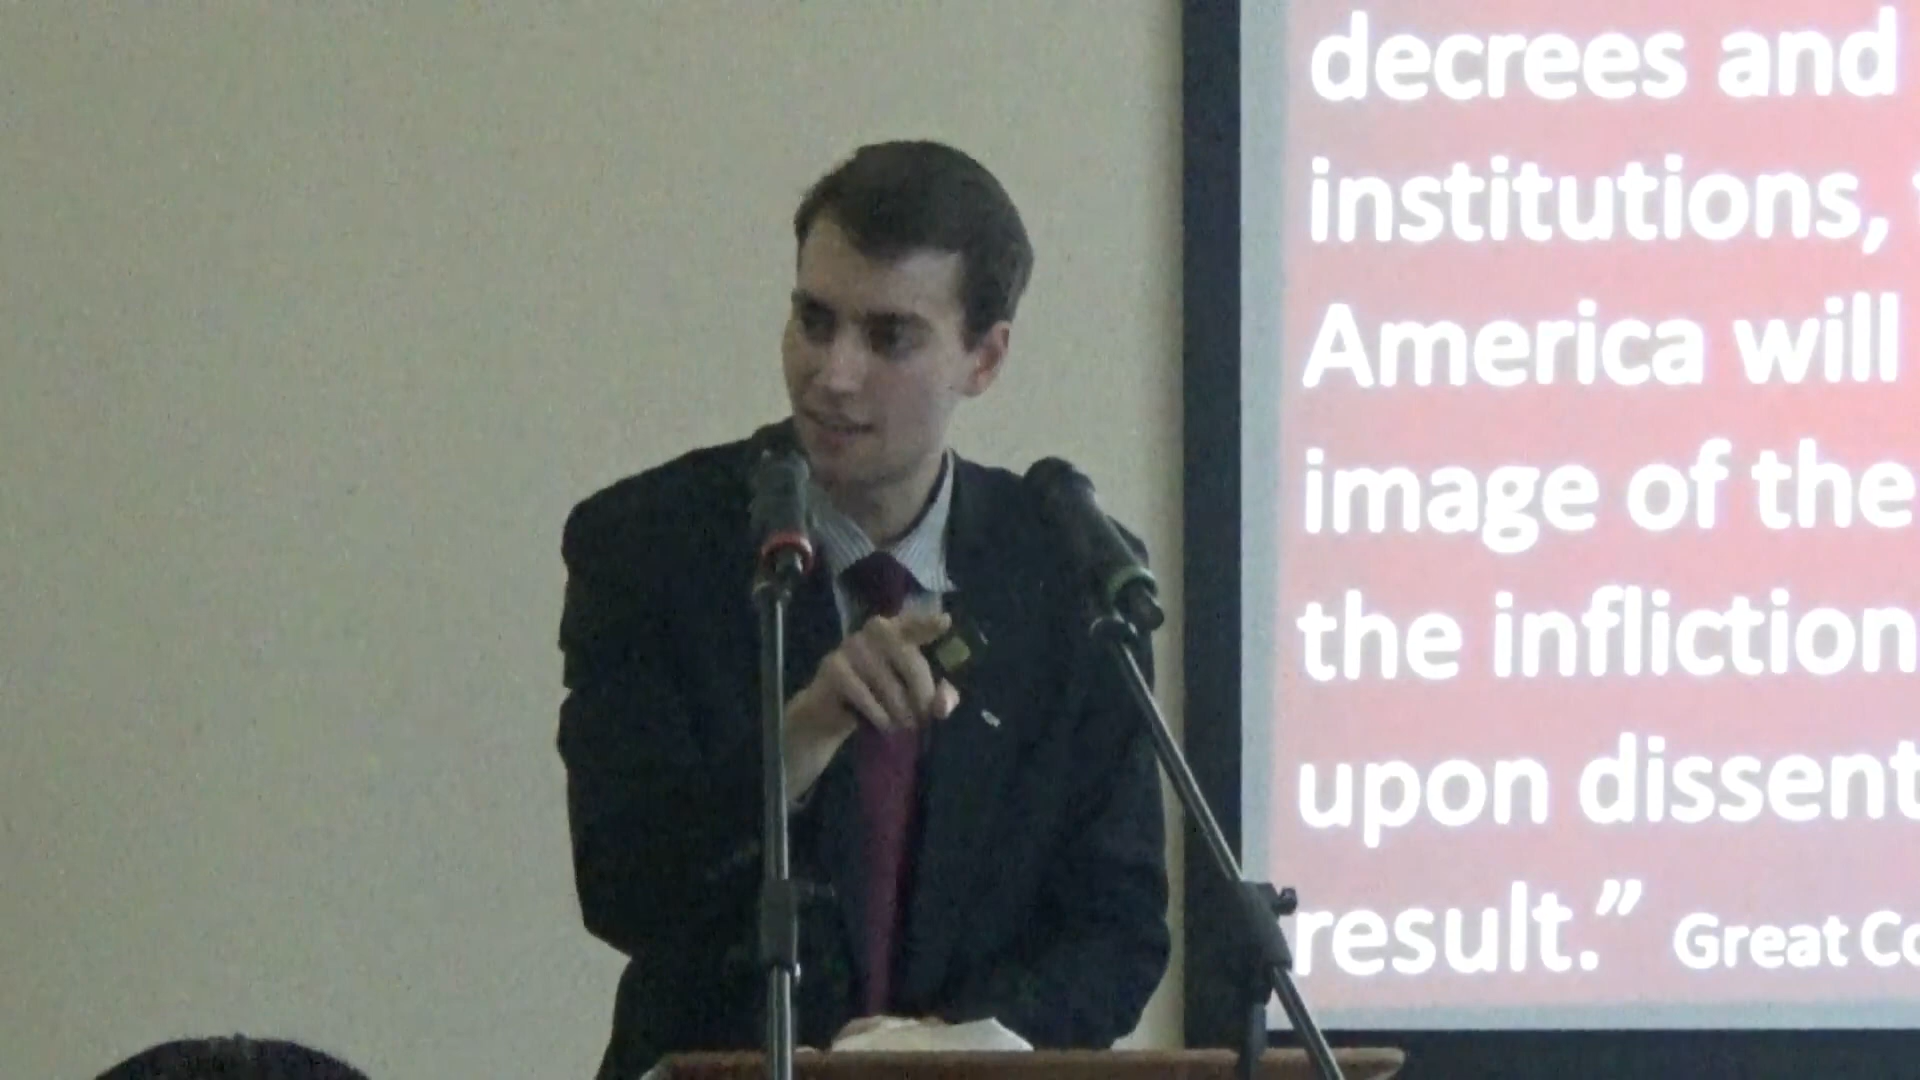 decrees and
institutions,
America will
image of the
the infliction
upon dissent
result.” Great Co